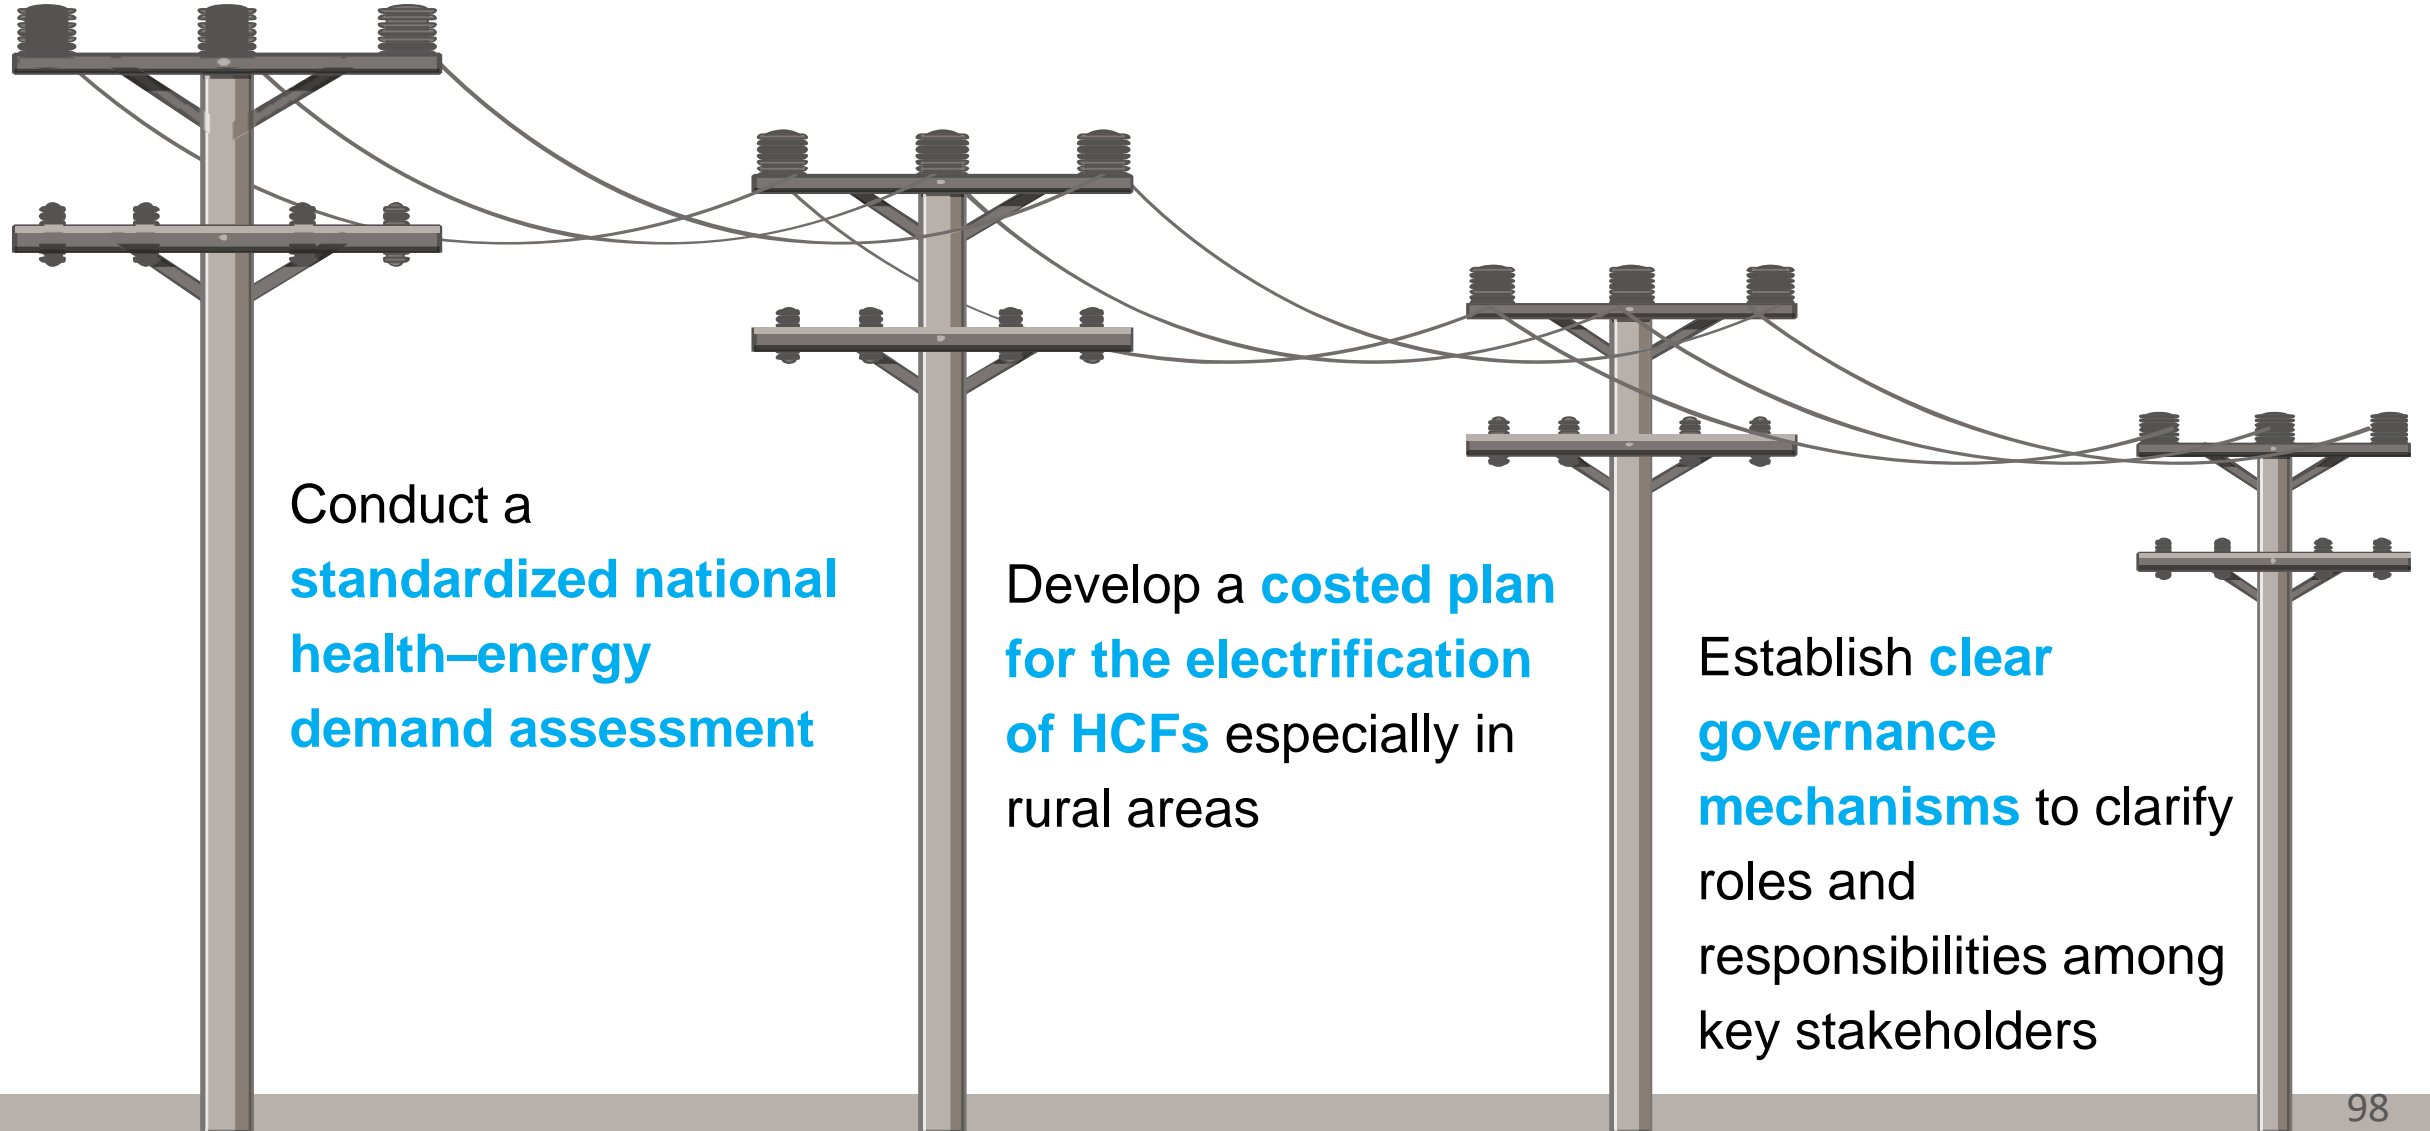 Conduct a
standardized national
health–energy
demand assessment
Develop a costed plan
for the electrification
of HCFs especially in
rural areas
Establish clear
governance
mechanisms to clarify
roles and
responsibilities among
key stakeholders
98